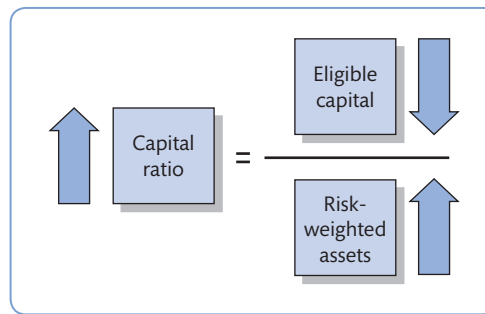 Eligible
capital
Capital
ratio
=
Risk-
weighted
assets